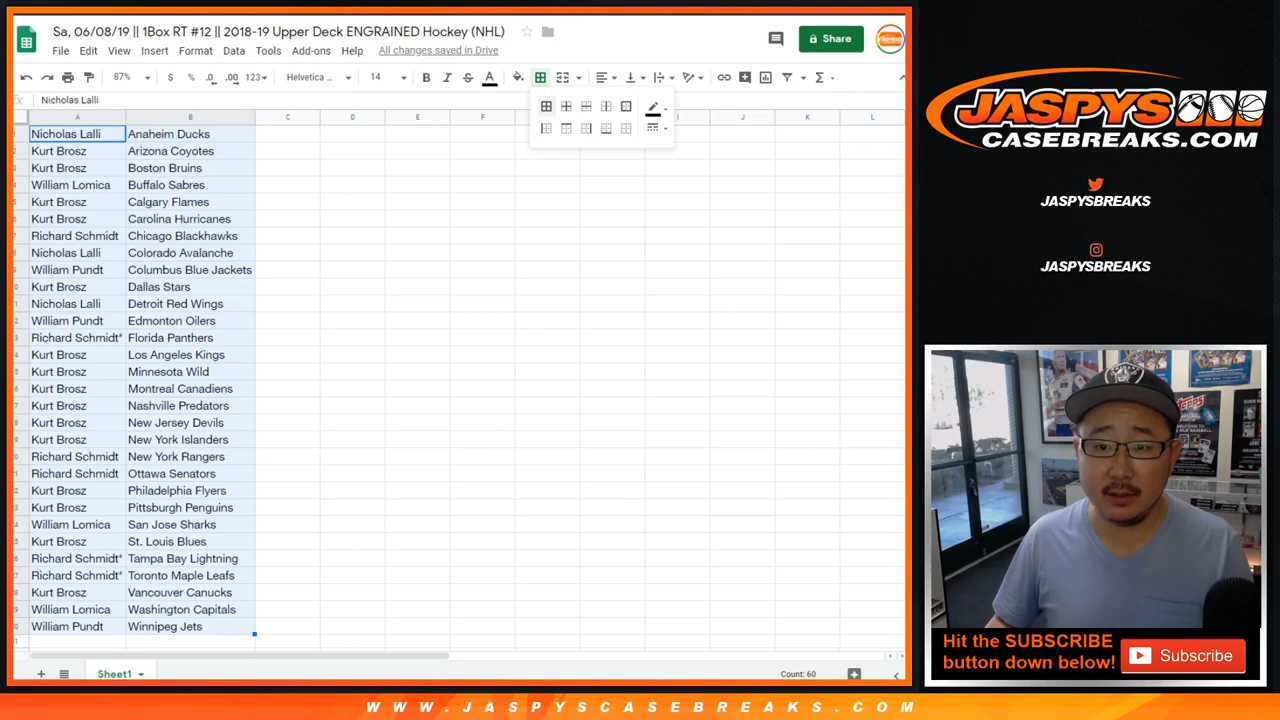 Sa, 06/08/19 || 1Box RT #12 || 2018-19 Upper Deck ENGRAINED Hockey (NHL)
File Edit View Insert Format Data Tools Add-ons Help All changes saved in Drive
Share
87% $ % .0 .00 123 Helvetica ... 14 B I S A
fx Nicholas Lalli
A B C D E F G H I J K L
Nicholas Lalli Anaheim Ducks
Kurt Brosz Arizona Coyotes
Kurt Brosz Boston Bruins
William Lomica Buffalo Sabres
Kurt Brosz Calgary Flames
Kurt Brosz Carolina Hurricanes
Richard Schmidt Chicago Blackhawks
Nicholas Lalli Colorado Avalanche
William Pundt Columbus Blue Jackets
Kurt Brosz Dallas Stars
Nicholas Lalli Detroit Red Wings
William Pundt Edmonton Oilers
Richard Schmidt* Florida Panthers
Kurt Brosz Los Angeles Kings
Kurt Brosz Minnesota Wild
Kurt Brosz Montreal Canadiens
Kurt Brosz Nashville Predators
Kurt Brosz New Jersey Devils
Kurt Brosz New York Islanders
Richard Schmidt New York Rangers
Richard Schmidt Ottawa Senators
Kurt Brosz Philadelphia Flyers
Kurt Brosz Pittsburgh Penguins
William Lomica San Jose Sharks
Kurt Brosz St. Louis Blues
Richard Schmidt* Tampa Bay Lightning
Richard Schmidt* Toronto Maple Leafs
Kurt Brosz Vancouver Canucks
William Lomica Washington Capitals
William Pundt Winnipeg Jets
Sheet1
Count: 60
JASPYS
CASEBREAKS.COM
JASPYSBREAKS
JASPYSBREAKS
Topps
Hit the SUBSCRIBE
button down below!
Subscribe
WWW.JASPYSCASEBREAKS.COM